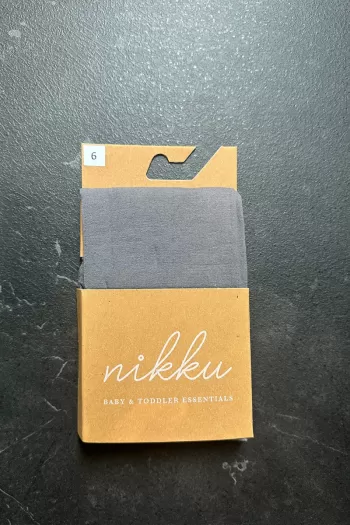 6
nikku
BABY & TODDLER ESSENTIALS